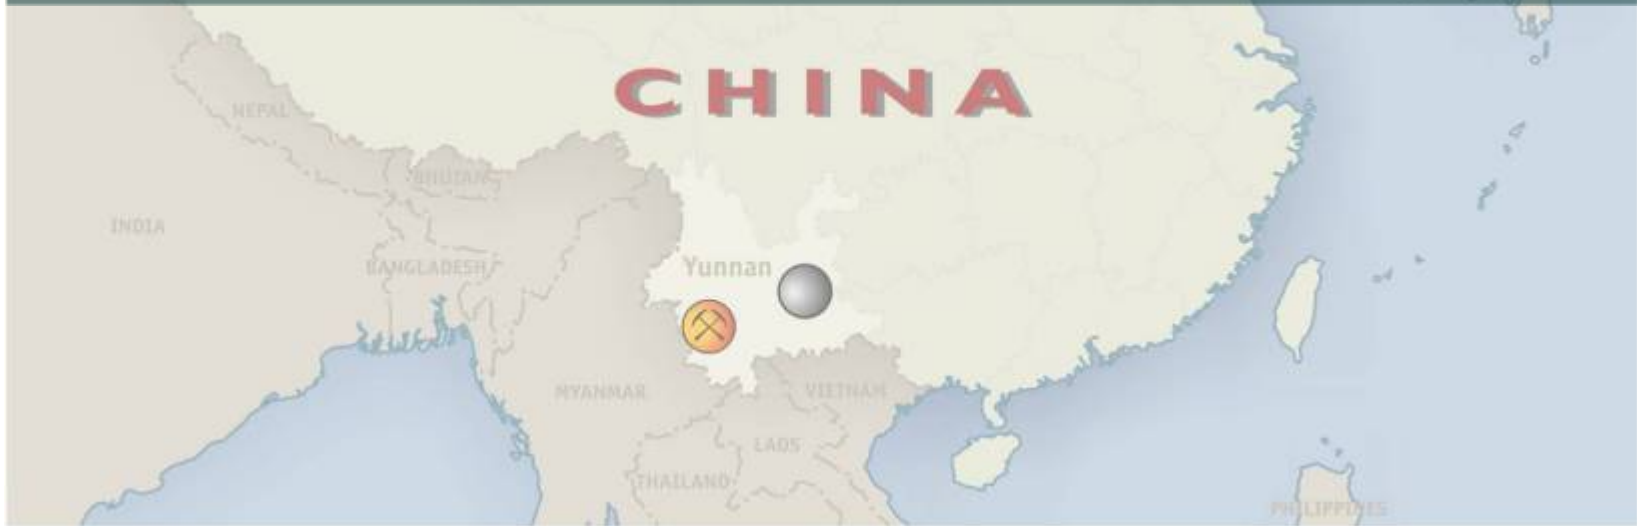 CHINA
NEPAL
BHUTAN
INDIA
Yunnan
BANGLADESH
MYANMAR
VIETNAM
LAOS
THAILAND
PHILIPPINES